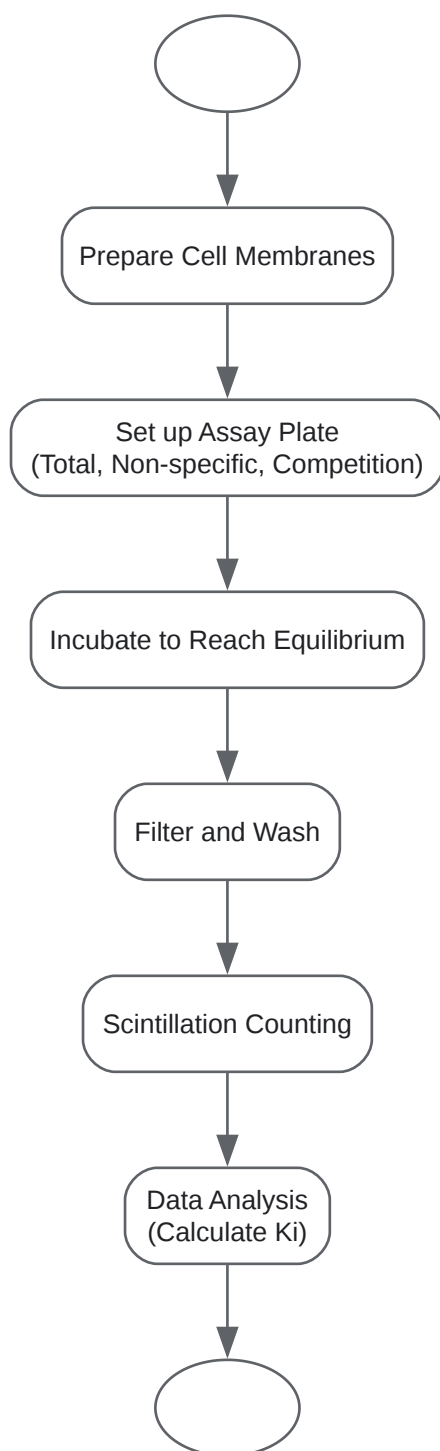 Prepare Cell Membranes
Set up Assay Plate
(Total, Non-specific, Competition)
Incubate to Reach Equilibrium
Filter and Wash
Scintillation Counting
Data Analysis
(Calculate Ki)